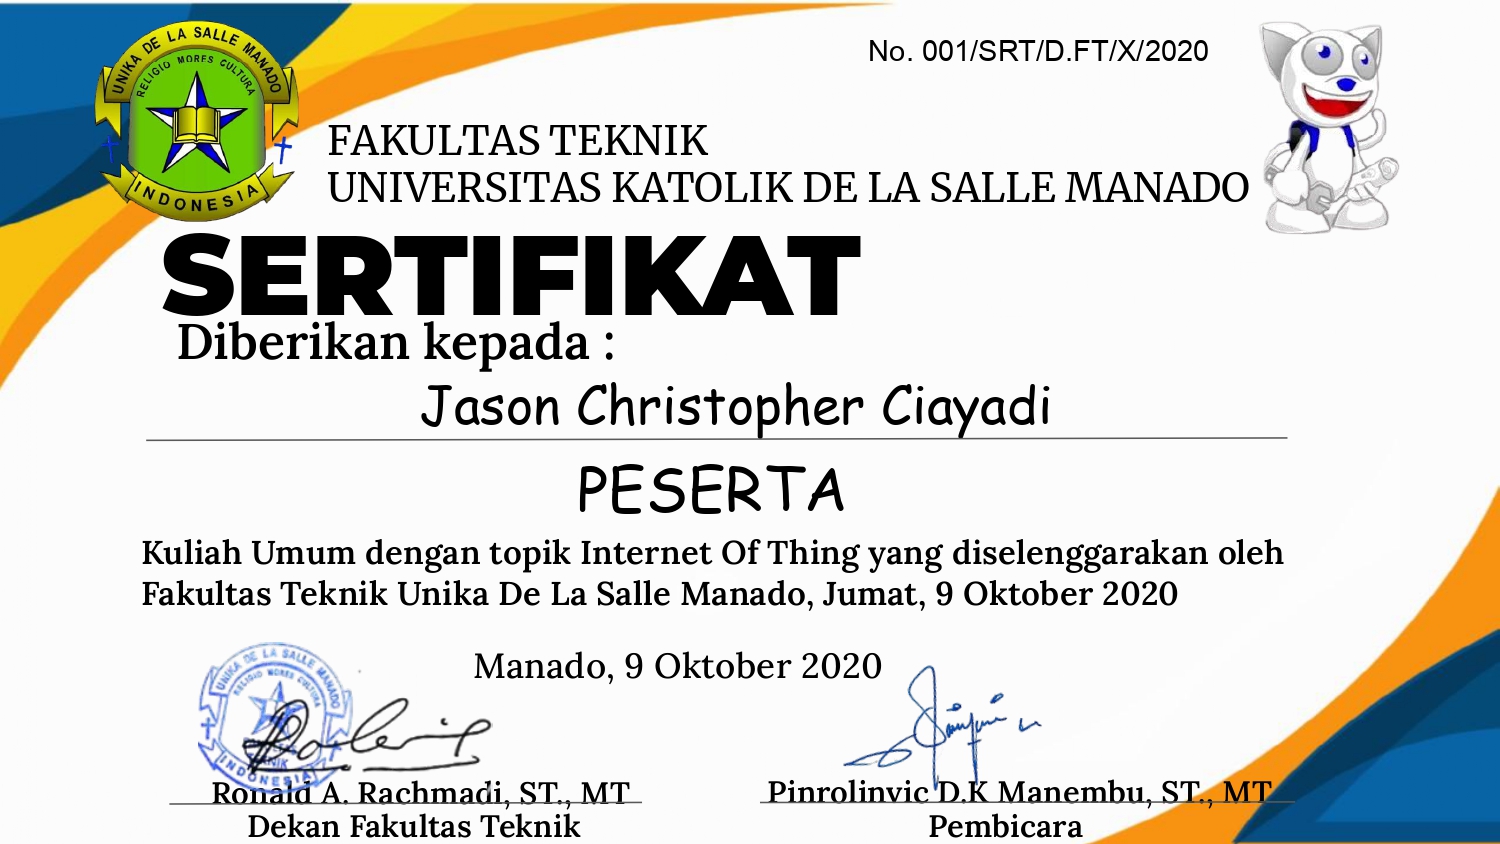 UNIKA DE LA SALLE MANADO
RELIGIO MORES CULTURA
INDONESIA
No. 001/SRT/D.FT/X/2020
FAKULTAS TEKNIK
UNIVERSITAS KATOLIK DE LA SALLE MANADO
SERTIFIKAT
Diberikan kepada :
Jason Christopher Ciayadi
PESERTA
Kuliah Umum dengan topik Internet Of Thing yang diselenggarakan oleh
Fakultas Teknik Unika De La Salle Manado, Jumat, 9 Oktober 2020
Manado, 9 Oktober 2020
UNIKA DE LA SALLE MANADO
RELIGIO MORES CULTURA
INDONESIA
Ronald A. Rachmadi, ST., MT
Dekan Fakultas Teknik
Pinrolinvic D.K Manembu, ST., MT
Pembicara